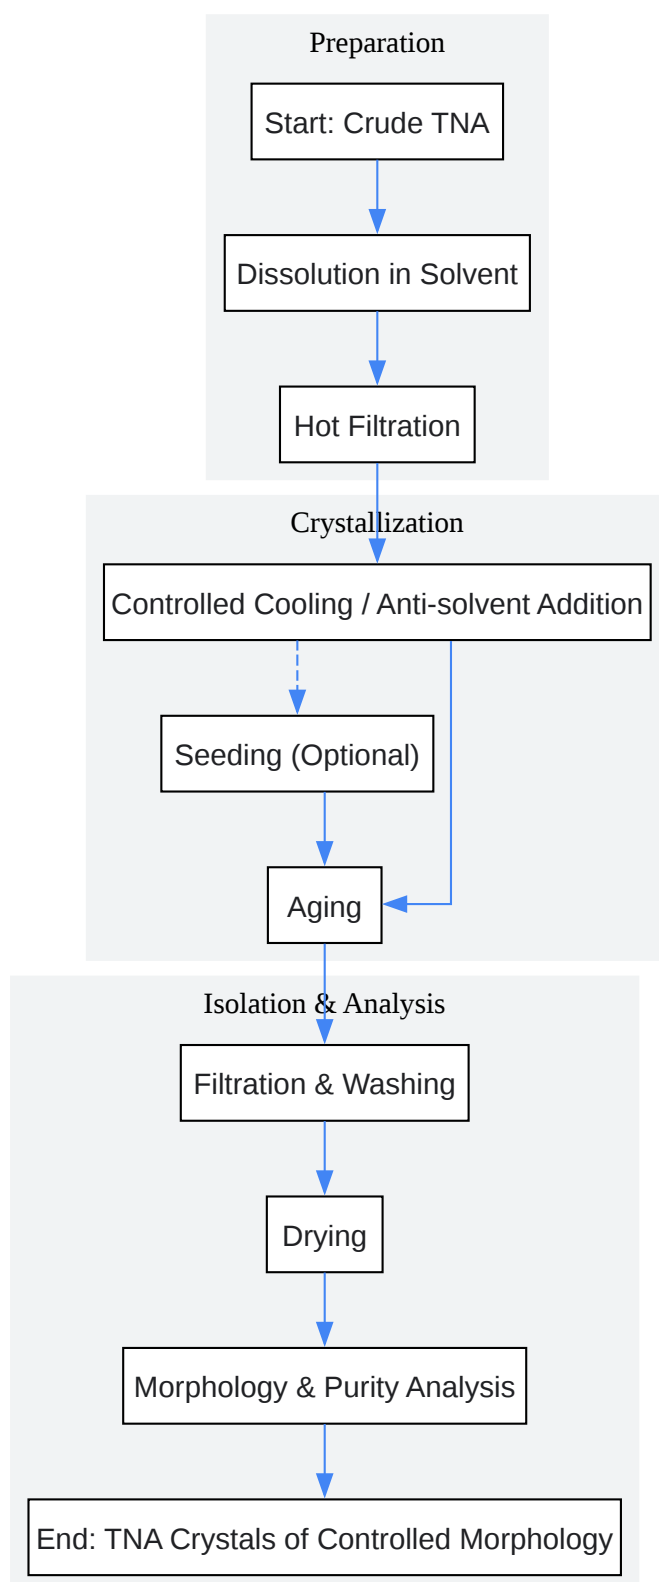 Preparation
Start: Crude TNA
Dissolution in Solvent
Hot Filtration
Crystallization
Controlled Cooling / Anti-solvent Addition
Seeding (Optional)
Aging
Isolation & Analysis
Filtration & Washing
Drying
Morphology & Purity Analysis
End: TNA Crystals of Controlled Morphology